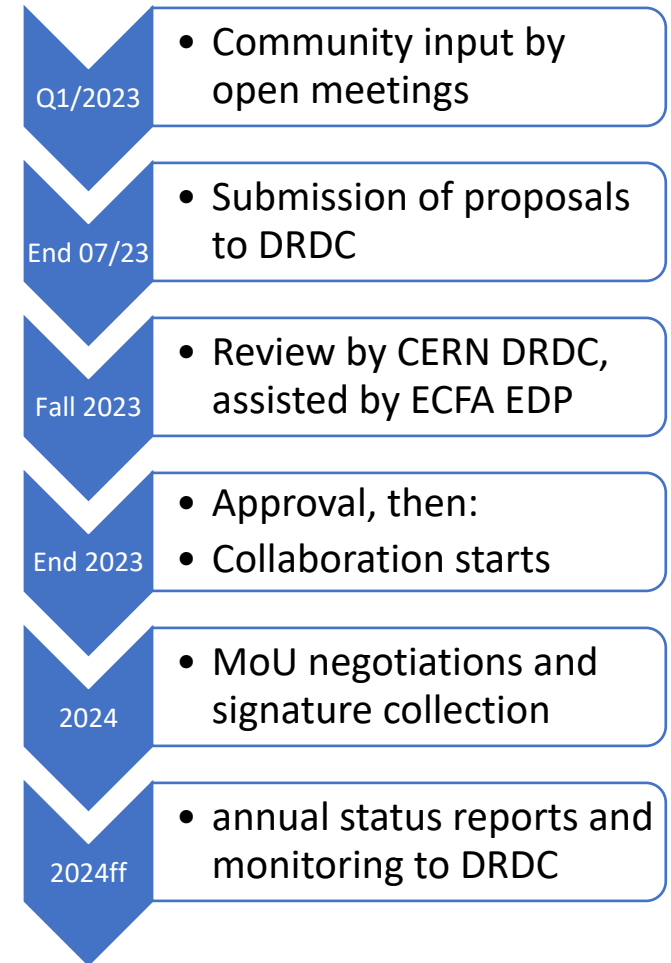 Q1/2023
• Community input by
open meetings
End 07/23
• Submission of proposals
to DRDC
Fall 2023
• Review by CERN DRDC,
assisted by ECFA EDP
End 2023
• Approval, then:
• Collaboration starts
2024
• MoU negotiations and
signature collection
2024ff
• annual status reports and
monitoring to DRDC